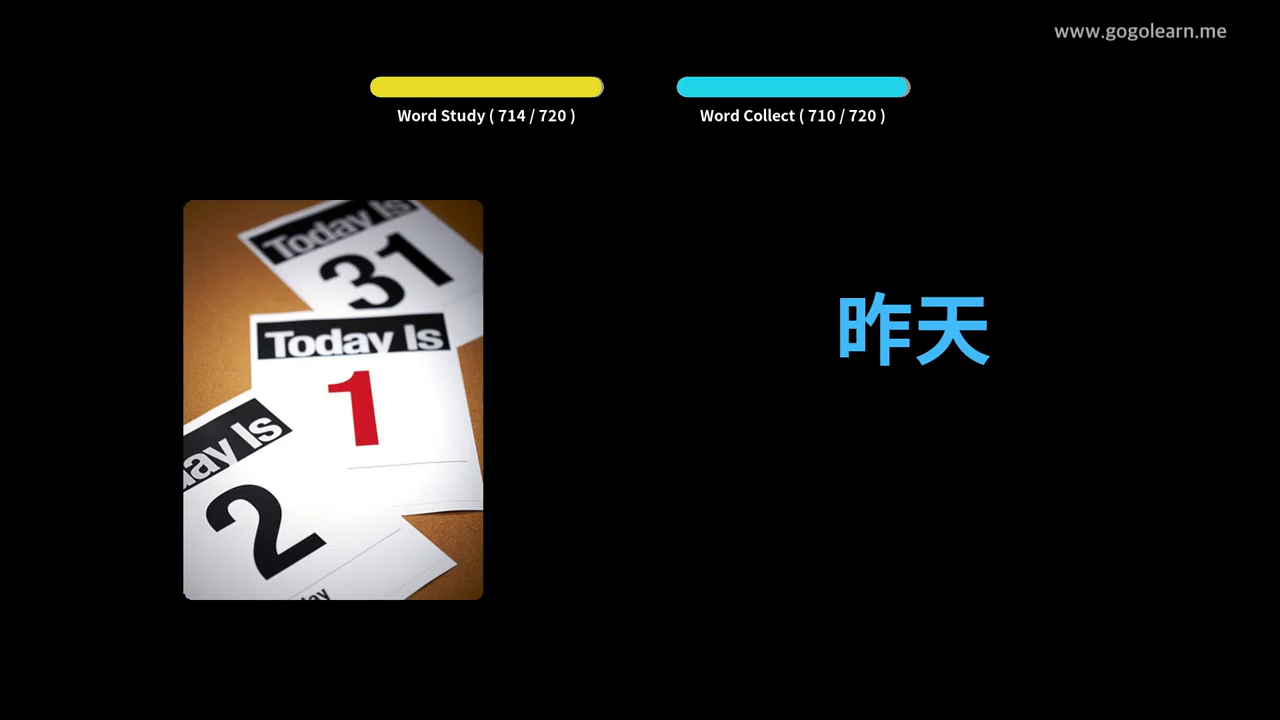 www.gogolearn.me
Word Study ( 714 / 720 )
Word Collect ( 710 / 720 )
Today Is
31
Today Is
1
ay Is
2
昨天